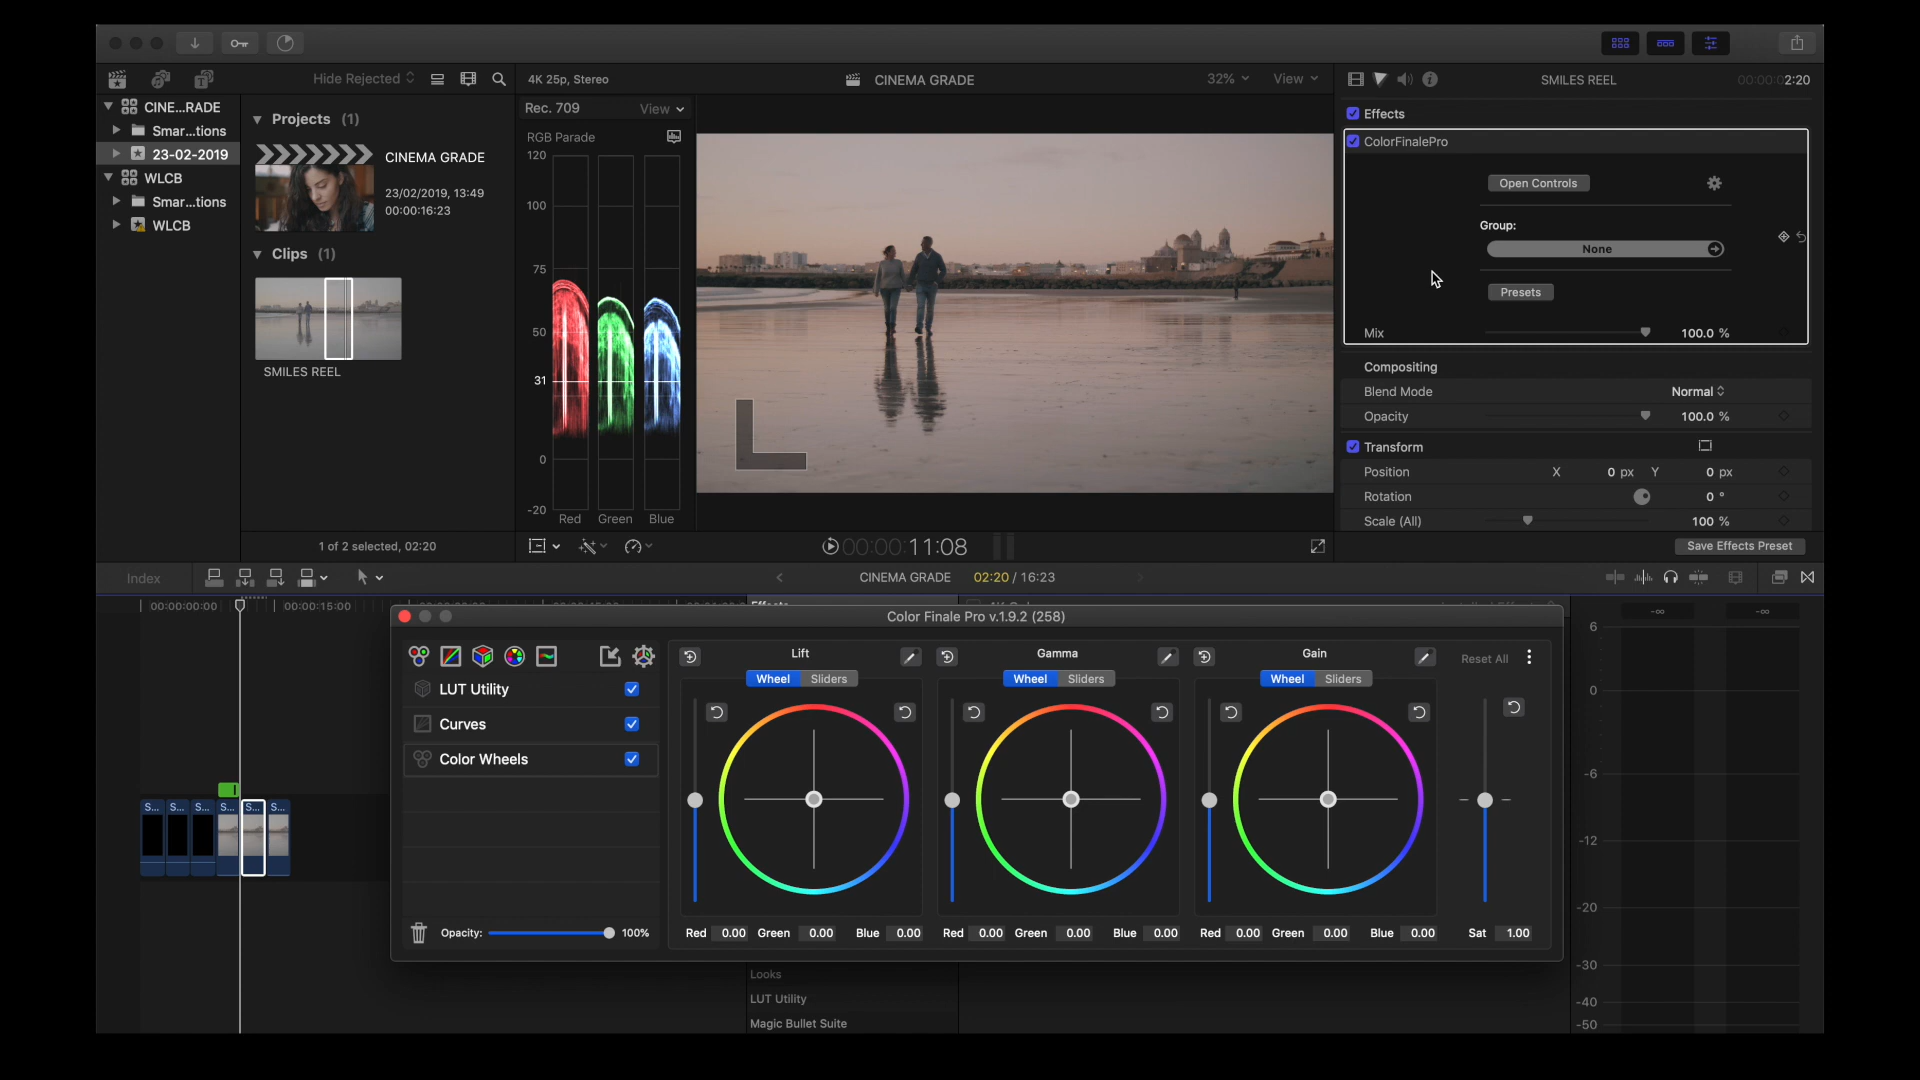 Hide Rejected
4K 25p, Stereo
CINEMA GRADE
32%
View
SMILES REEL
00:00:02:20
CINE...RADE
Smar...tions
23-02-2019
WLCB
Smar...tions
WLCB
Projects (1)
CINEMA GRADE
23/02/2019, 13:49
00:00:16:23
Clips (1)
SMILES REEL
1 of 2 selected, 02:20
Rec. 709
View
RGB Parade
120
100
75
50
31
0
-20
Red
Green
Blue
00:00:11:08
Effects
ColorFinalePro
Open Controls
Group:
None
Presets
Mix
100.0 %
Compositing
Blend Mode
Normal
Opacity
100.0 %
Transform
Position
X
0 px
Y
0 px
Rotation
0 °
Scale (All)
100 %
Save Effects Preset
Index
CINEMA GRADE
02:20 / 16:23
00:00:00:00
00:00:15:00
Color Finale Pro v.1.9.2 (258)
LUT Utility
Curves
Color Wheels
Opacity:
100%
Lift
Wheel
Sliders
Red 0.00 Green 0.00 Blue 0.00
Gamma
Wheel
Sliders
Red 0.00 Green 0.00 Blue 0.00
Gain
Wheel
Sliders
Red 0.00 Green 0.00 Blue 0.00
Reset All
Sat 1.00
S...
S...
S...
S...
S...
S...
Looks
LUT Utility
Magic Bullet Suite
-∞
-∞
6
0
-6
-12
-20
-30
-40
-50